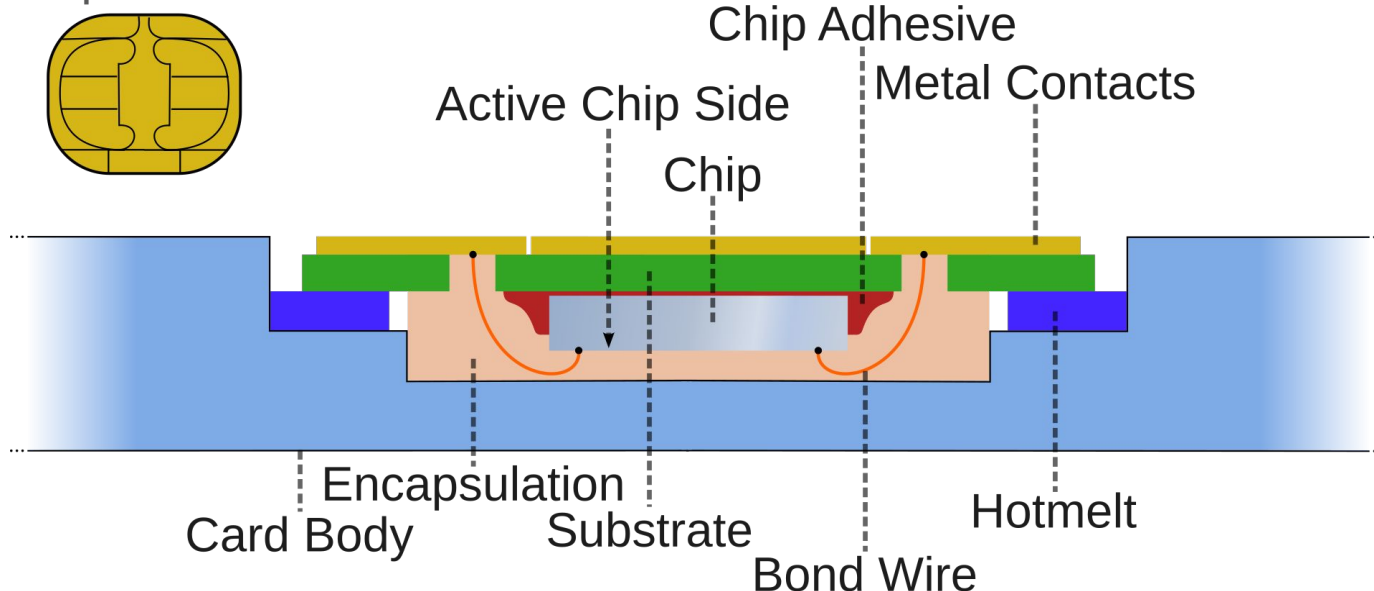 Chip Adhesive
Metal Contacts
Active Chip Side
Chip
Encapsulation
Card Body
Substrate
Hotmelt
Bond Wire